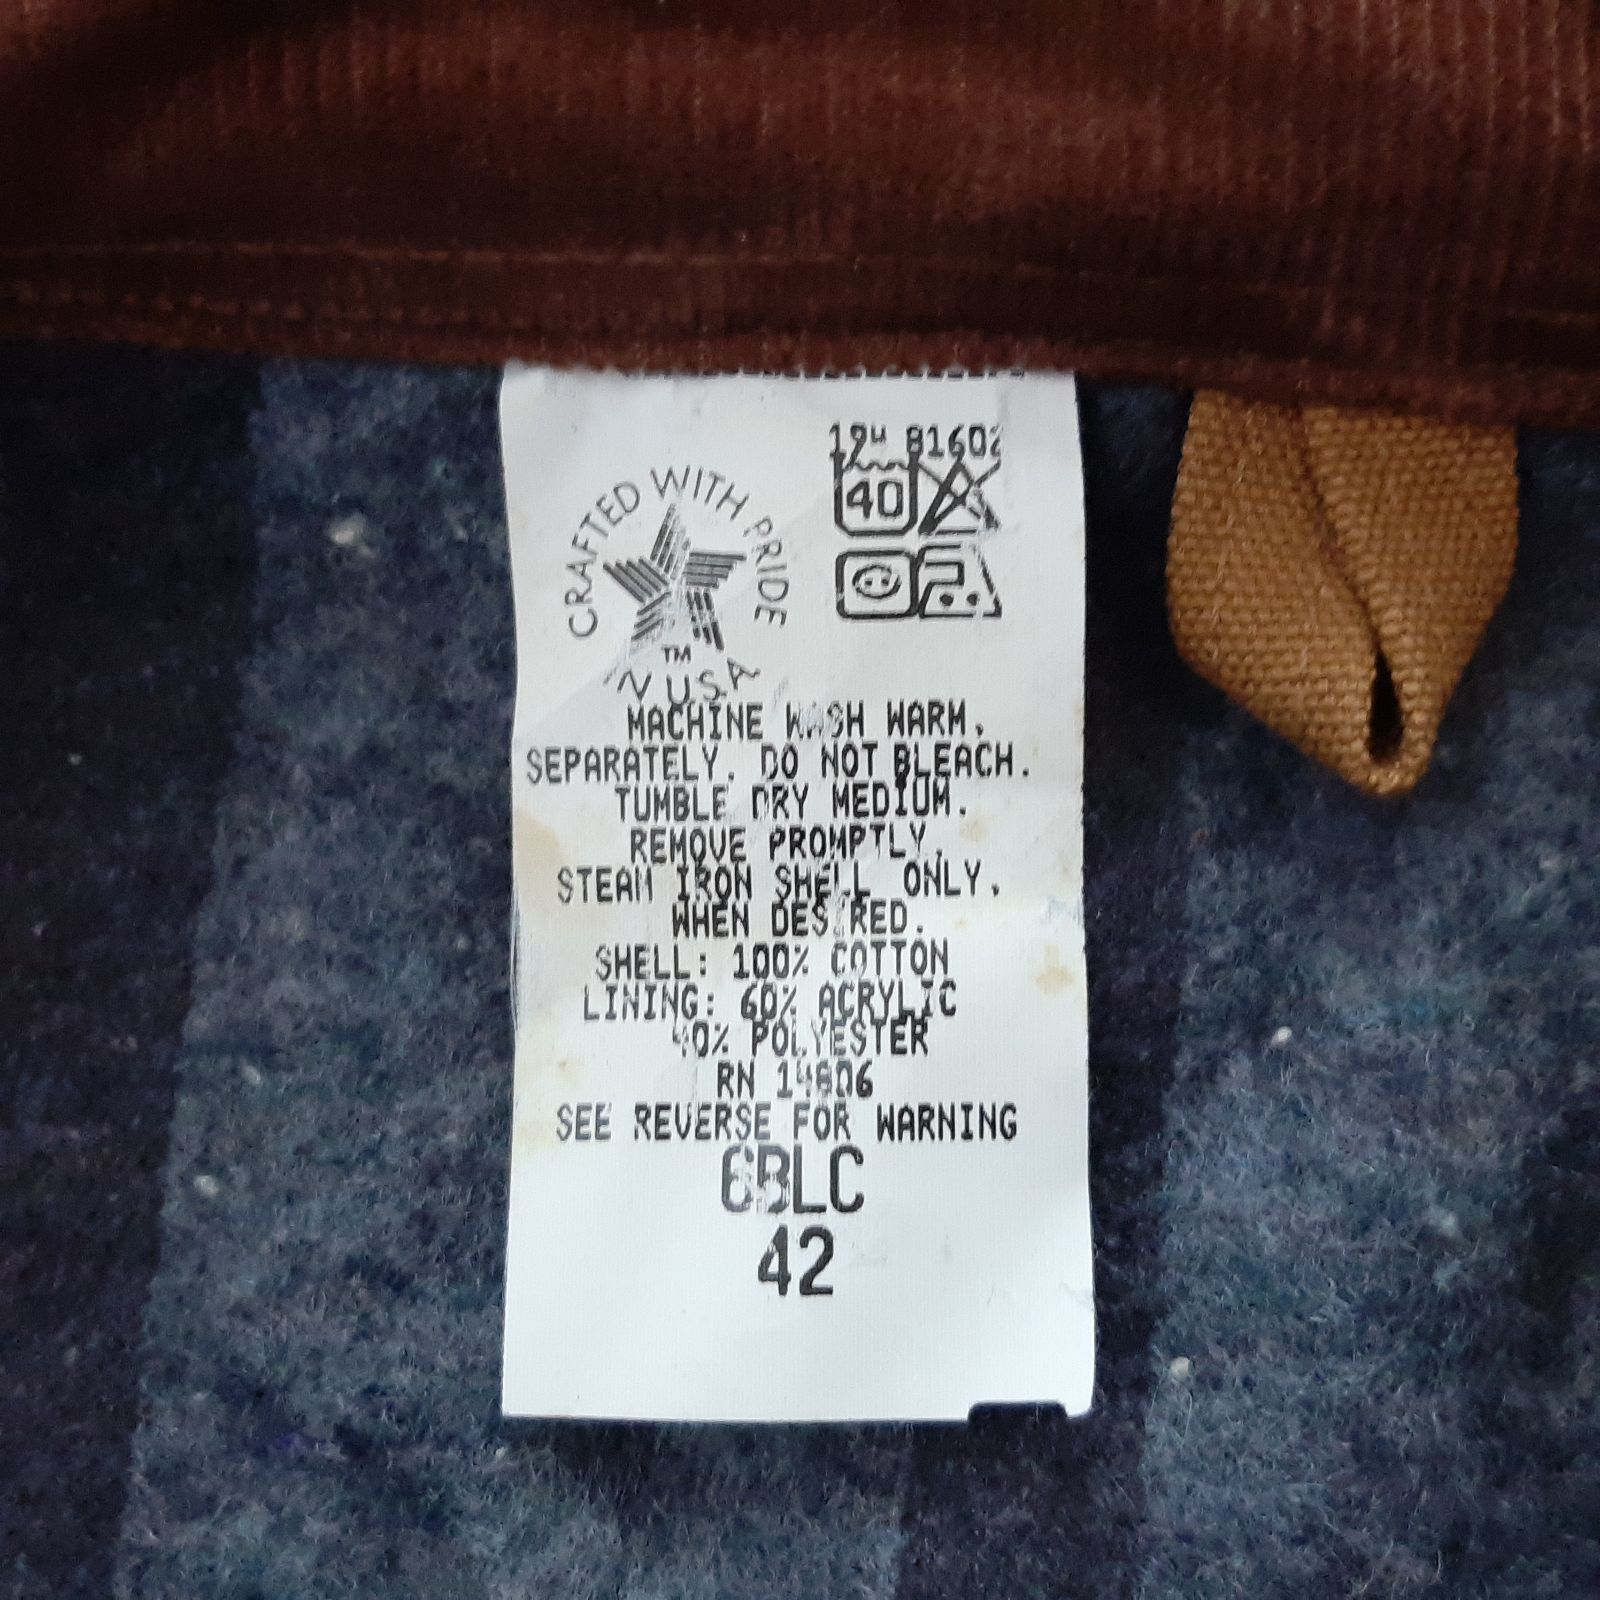 CRAFTED WITH PRIDE
TM
N USA
40
MACHINE WASH WARM.
SEPARATELY. DO NOT BLEACH.
TUMBLE DRY MEDIUM.
REMOVE PROMPTLY.
STEAM IRON SHELL ONLY.
WHEN DESIRED.
SHELL: 100% COTTON
LINING: 60% ACRYLIC
40% POLYESTER
RN 14806
SEE REVERSE FOR WARNING
6BLC
42